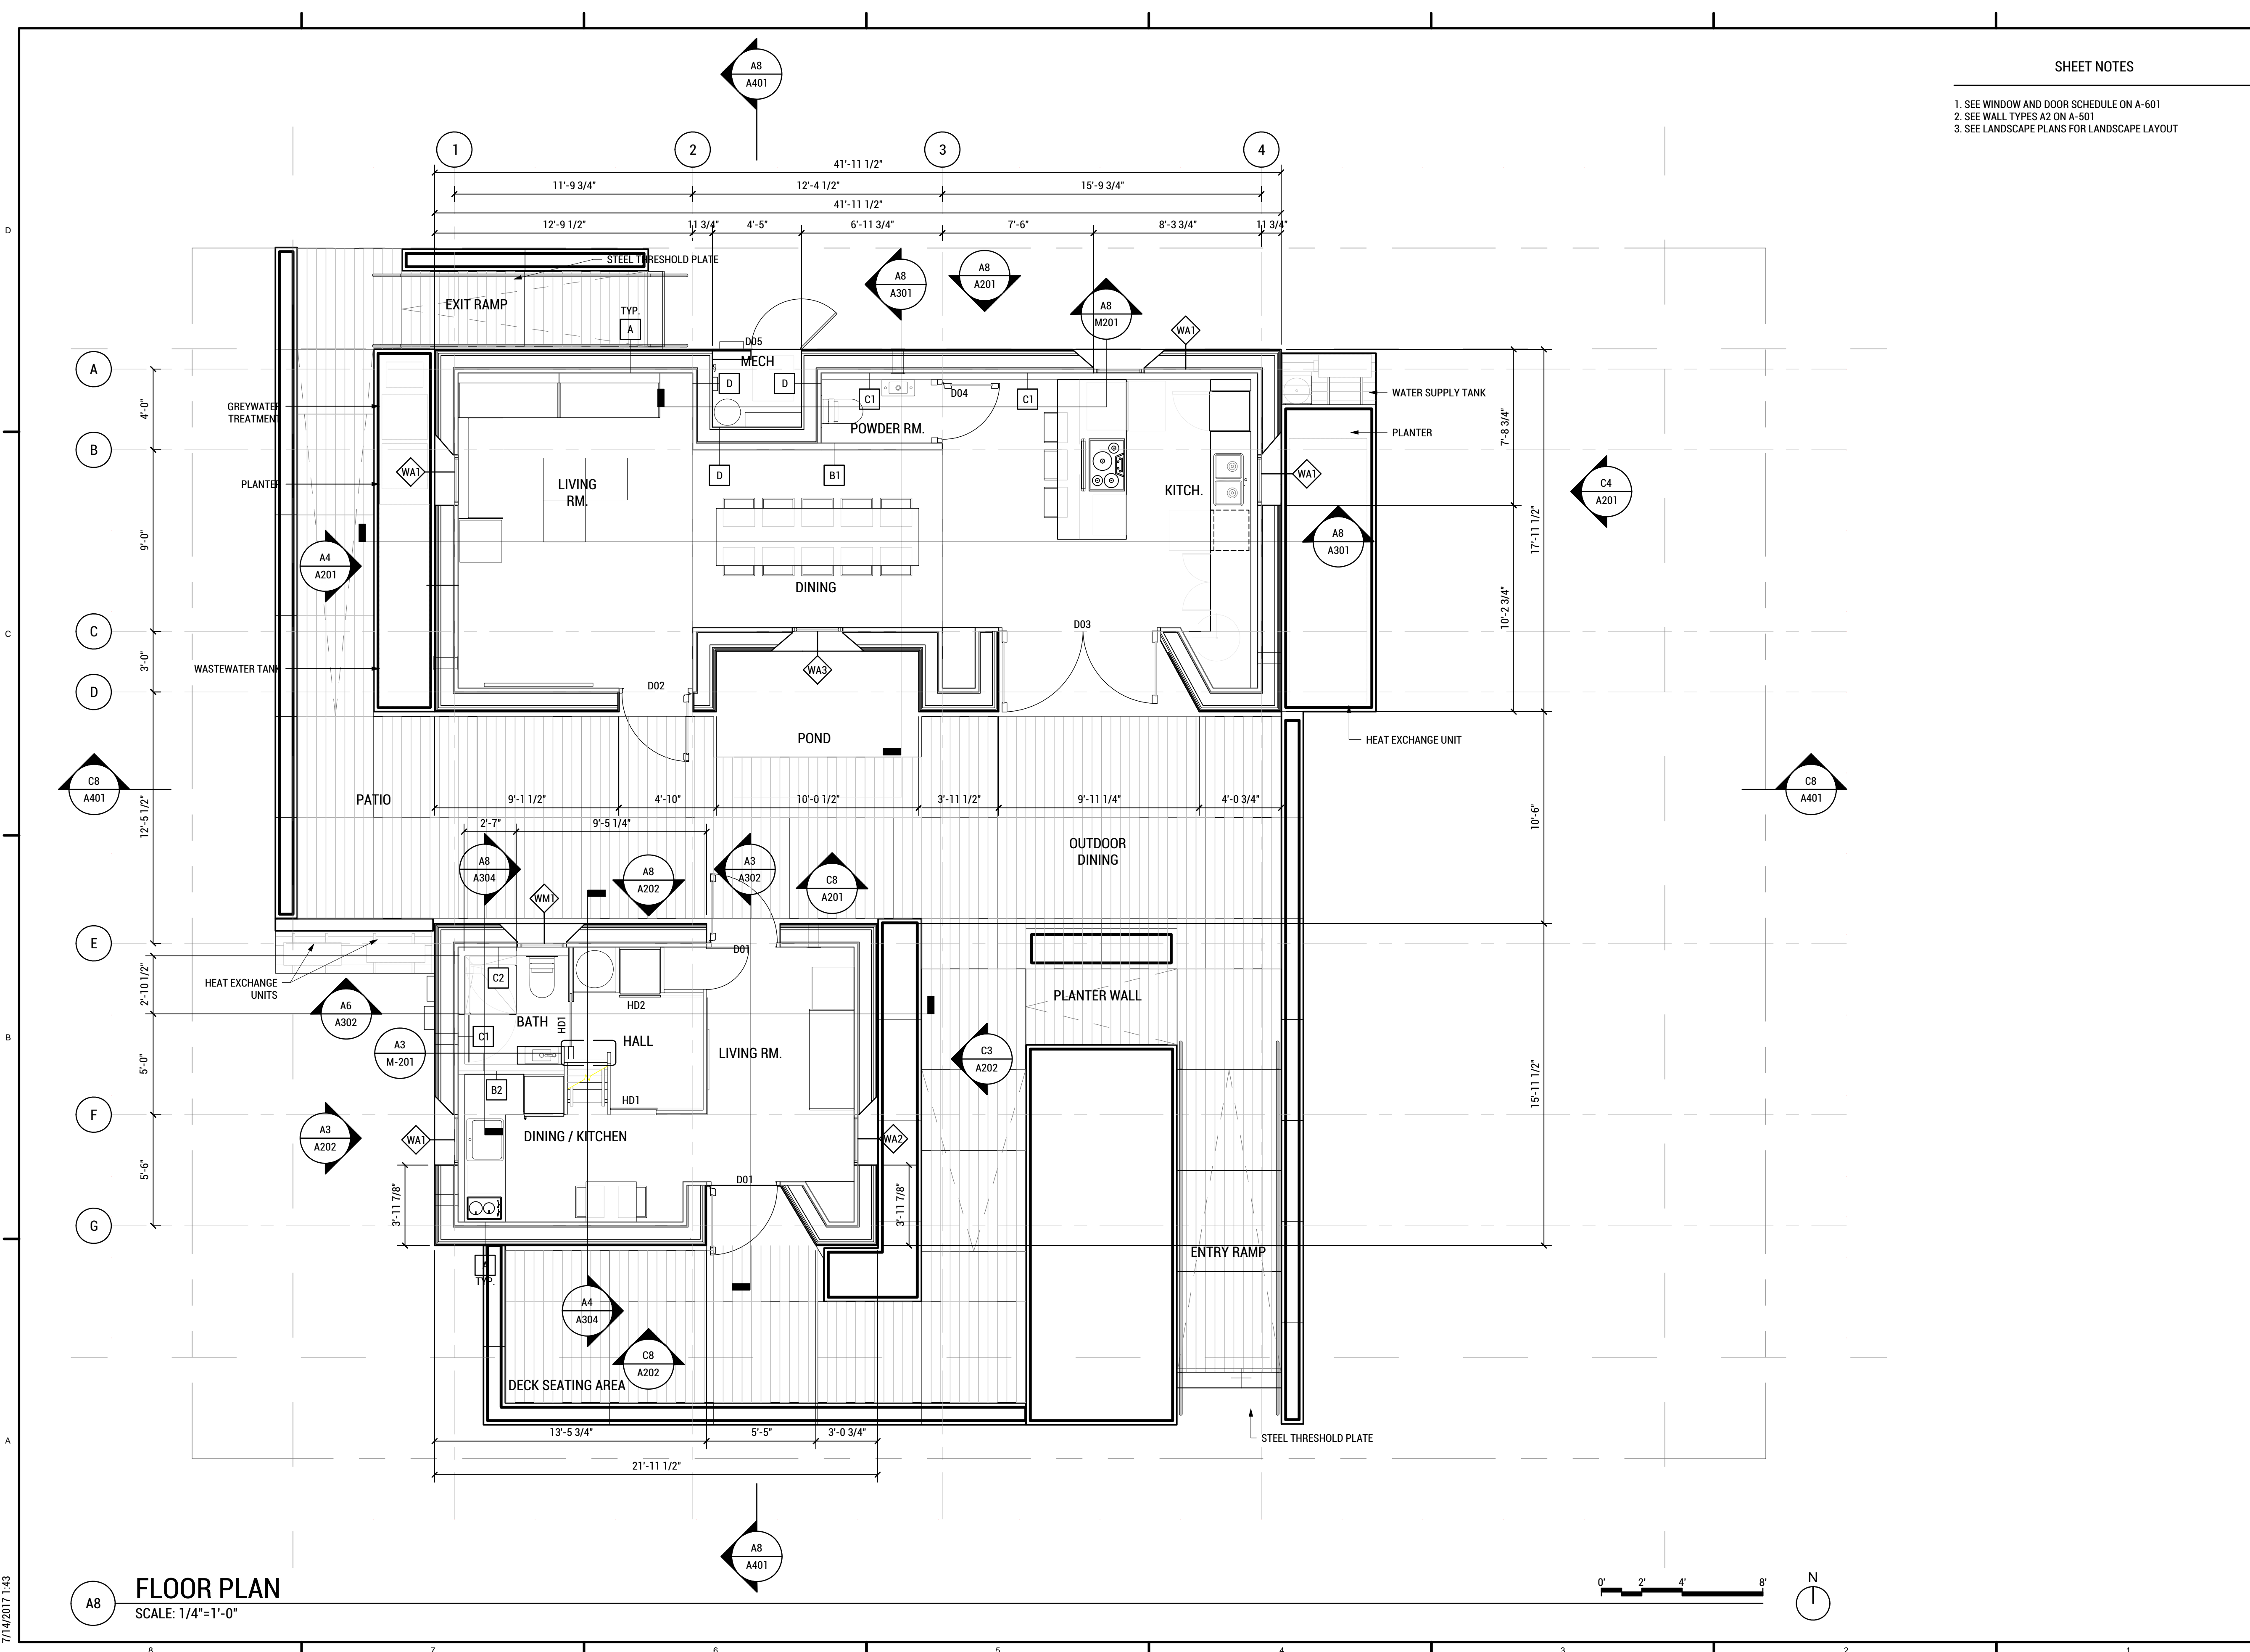 SHEET NOTES
1. SEE WINDOW AND DOOR SCHEDULE ON A-601
2. SEE WALL TYPES A2 ON A-501
3. SEE LANDSCAPE PLANS FOR LANDSCAPE LAYOUT
A8
A401
1
2
3
4
41'-11 1/2"
11'-9 3/4"
12'-4 1/2"
15'-9 3/4"
41'-11 1/2"
12'-9 1/2"
11 3/4"
4'-5"
6'-11 3/4"
7'-6"
8'-3 3/4"
11 3/4"
D
STEEL THRESHOLD PLATE
A8
A301
A8
A201
EXIT RAMP
TYP.
A
A8
M201
WA1
D05
MECH
A
D
D
C1
D04
C1
WATER SUPPLY TANK
4'-0"
GREYWATER
TREATMENT
POWDER RM.
PLANTER
7'-8 3/4"
B
WA1
PLANTER
LIVING
RM.
D
B1
KITCH.
WA1
C4
A201
9'-0"
A4
A201
A8
A301
17'-11 1/2"
DINING
10'-2 3/4"
C
C
D03
3'-0"
WASTEWATER TANK
WA3
D
D02
POND
HEAT EXCHANGE UNIT
C8
A401
C8
A401
PATIO
9'-1 1/2"
4'-10"
10'-0 1/2"
3'-11 1/2"
9'-11 1/4"
4'-0 3/4"
12'-5 1/2"
10'-6"
2'-7"
9'-5 1/4"
OUTDOOR
DINING
A8
A304
A8
A202
A3
A302
C8
A201
WM1
E
D01
HEAT EXCHANGE
UNITS
2'-10 1/2"
C2
HD2
PLANTER WALL
A6
A302
BATH
HD1
HALL
B
A3
M-201
C1
LIVING RM.
C3
A202
5'-0"
B2
HD1
15'-11 1/2"
F
A3
A202
WA1
DINING / KITCHEN
WA2
5'-6"
D01
3'-11 7/8"
3'-11 7/8"
G
ENTRY RAMP
TYP.
A4
A304
C8
A202
DECK SEATING AREA
A
13'-5 3/4"
5'-5"
3'-0 3/4"
STEEL THRESHOLD PLATE
21'-11 1/2"
A8
A401
7/14/2017 1:43
A8
FLOOR PLAN
SCALE: 1/4"=1'-0"
0'
2'
4'
8'
N
8
7
6
5
4
3
2
1